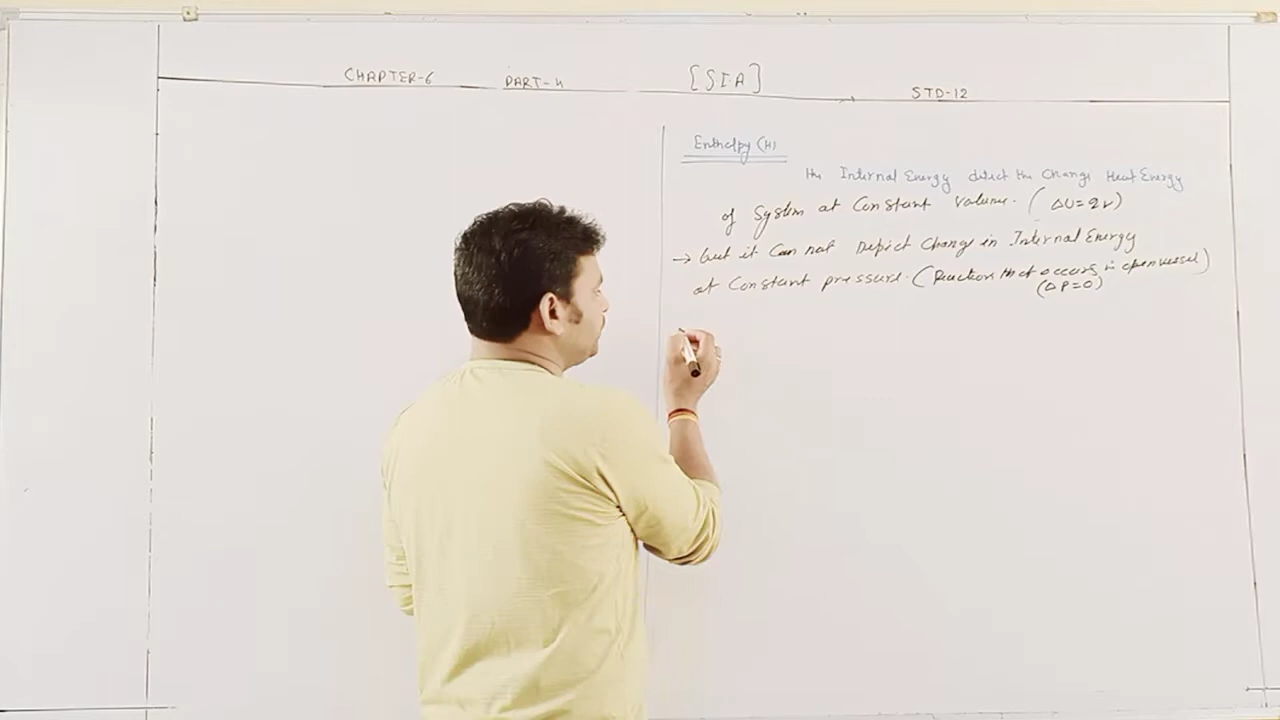 CHAPTER-6 PART-4 [SIA] STD-12
Enthalpy (H)
the Internal Energy detect the Change Heat Energy
of System at Constant Volume. (ΔU=qv)
→ but it Can not Depict Change in Internal Energy
at Constant pressure. (Reactions that occurs in open vessel)
(ΔP=0)